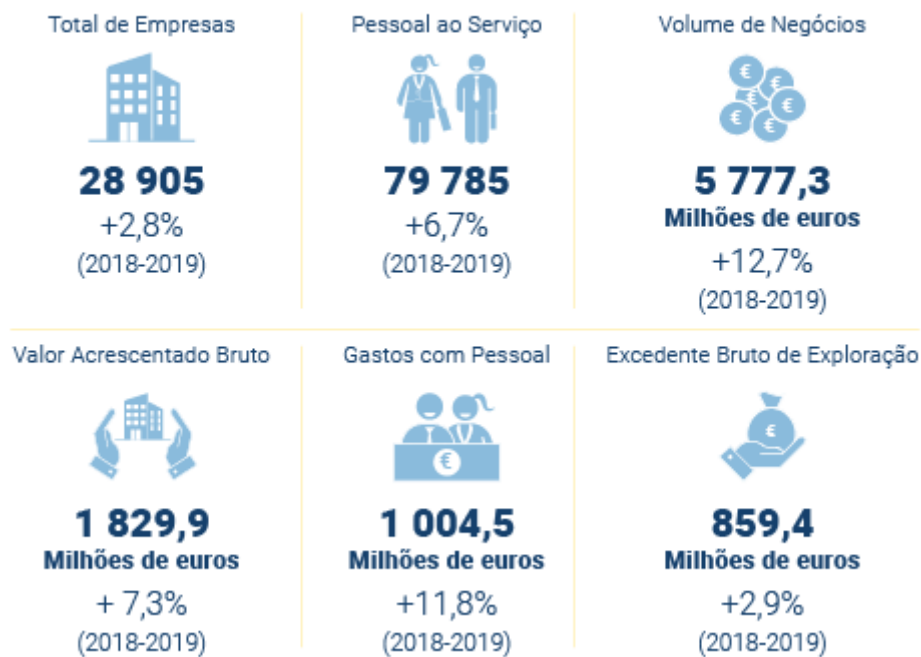 Total de Empresas
28 905
+2,8%
(2018-2019)
Pessoal ao Serviço
79 785
+6,7%
(2018-2019)
Volume de Negócios
€
€
€
€
€
5 777,3
Milhões de euros
+12,7%
(2018-2019)
Valor Acrescentado Bruto
1 829,9
Milhões de euros
+ 7,3%
(2018-2019)
Gastos com Pessoal
€
1 004,5
Milhões de euros
+11,8%
(2018-2019)
Excedente Bruto de Exploração
€
859,4
Milhões de euros
+2,9%
(2018-2019)